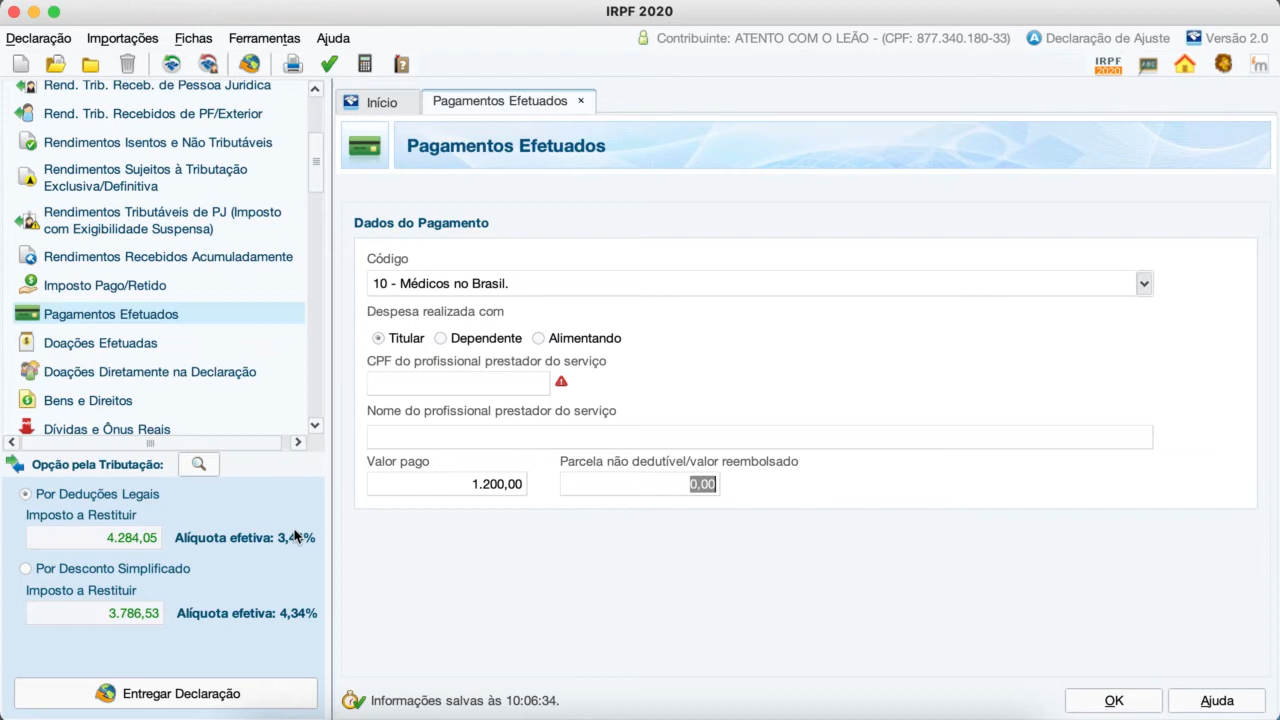 IRPF 2020
Declaração Importações Fichas Ferramentas Ajuda
Contribuinte: ATENTO COM O LEÃO - (CPF: 877.340.180-33) Declaração de Ajuste Versão 2.0
IRPF
2020
ABC
m
Rend. Trib. Receb. de Pessoa Jurídica
Rend. Trib. Recebidos de PF/Exterior
Rendimentos Isentos e Não Tributáveis
Rendimentos Sujeitos à Tributação
Exclusiva/Definitiva
Rendimentos Tributáveis de PJ (Imposto
com Exigibilidade Suspensa)
Rendimentos Recebidos Acumuladamente
Imposto Pago/Retido
Pagamentos Efetuados
Doações Efetuadas
Doações Diretamente na Declaração
Bens e Direitos
Dívidas e Ônus Reais
Opção pela Tributação:
Por Deduções Legais
Imposto a Restituir
4.284,05 Alíquota efetiva:
Por Desconto Simplificado
Imposto a Restituir
3.786,53 Alíquota efetiva: 4,34%
Entregar Declaração
Início Pagamentos Efetuados ×
Pagamentos Efetuados
Dados do Pagamento
Código
10 - Médicos no Brasil.
Despesa realizada com
Titular Dependente Alimentando
CPF do profissional prestador do serviço
Nome do profissional prestador do serviço
Valor pago Parcela não dedutível/valor reembolsado
1.200,00 0,00
Informações salvas às 10:06:34.
OK Ajuda